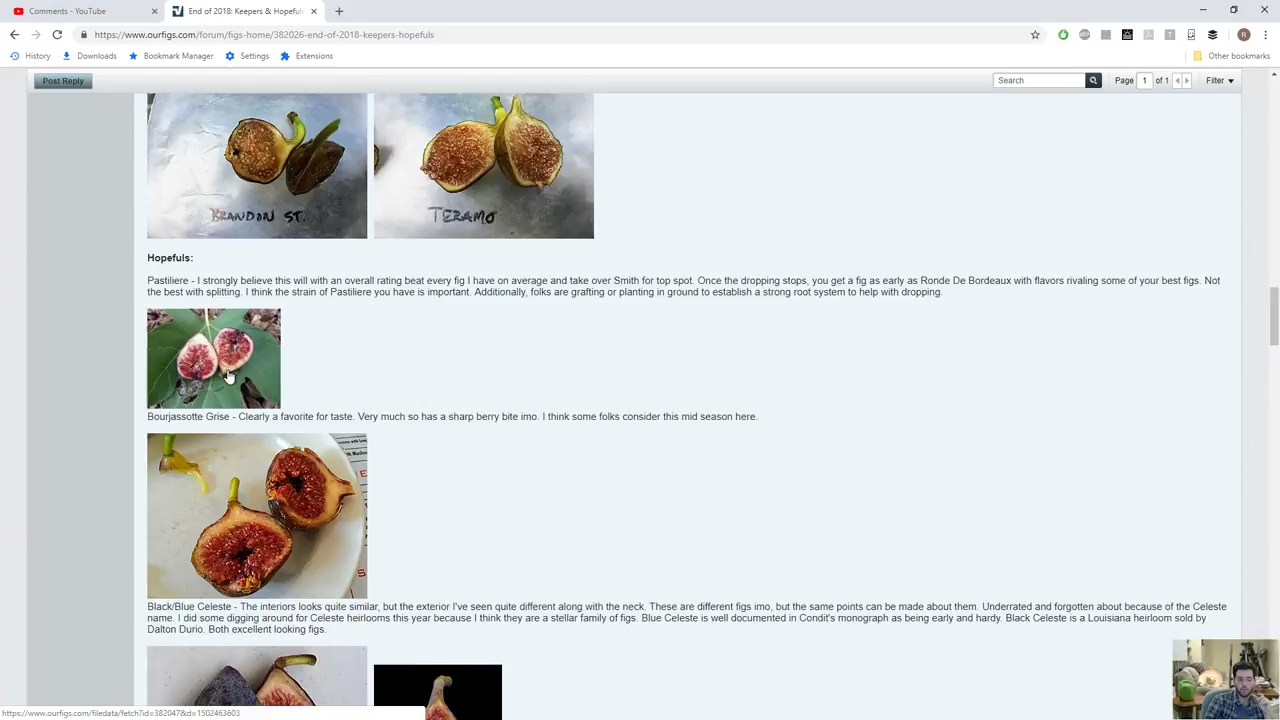 Comments - YouTube
End of 2018: Keepers & Hopefuls
https://www.ourfigs.com/forum/figs-home/382026-end-of-2018-keepers-hopefuls
History Downloads Bookmark Manager Settings Extensions Other bookmarks
Post Reply Search Page 1 of 1 Filter
BRANDON ST. TERAMO
Hopefuls:
Pastiliere - I strongly believe this will with an overall rating beat every fig I have on average and take over Smith for top spot. Once the dropping stops, you get a fig as early as Ronde De Bordeaux with flavors rivaling some of your best figs. Not
the best with splitting. I think the strain of Pastiliere you have is important. Additionally, folks are grafting or planting in ground to establish a strong root system to help with dropping.
Bourjassotte Grise - Clearly a favorite for taste. Very much so has a sharp berry bite imo. I think some folks consider this mid season here.
Black/Blue Celeste - The interiors looks quite similar, but the exterior I've seen quite different along with the neck. These are different figs imo, but the same points can be made about them. Underrated and forgotten about because of the Celeste
name. I did some digging around for Celeste heirlooms this year because I think they are a stellar family of figs. Blue Celeste is well documented in Condit's monograph as being early and hardy. Black Celeste is a Louisiana heirloom sold by
Dalton Durio. Both excellent looking figs.
https://www.ourfigs.com/filedata/fetch?id=382047&d=1502463603